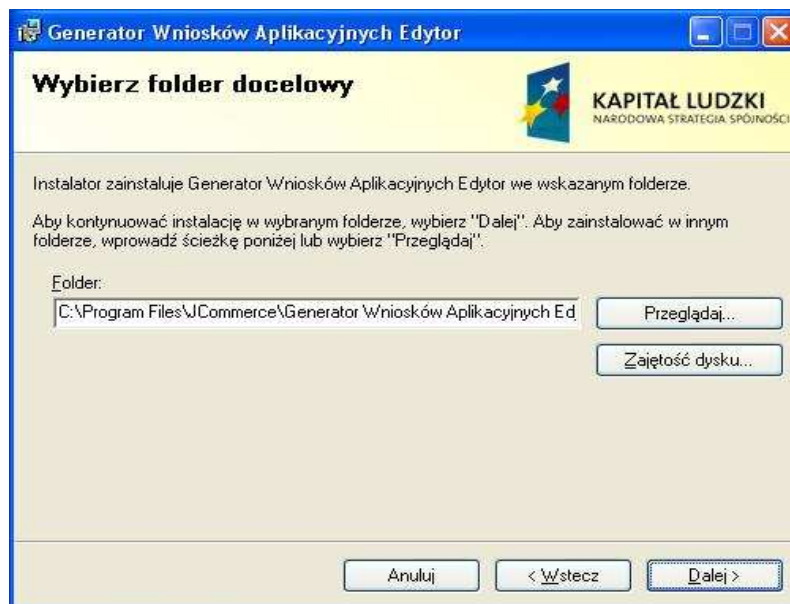 Generator Wniosków Aplikacyjnych Edytor
Wybierz folder docelowy
KAPITAŁ LUDZKI
NARODOWA STRATEGIA SPÓJNOŚCI
Instalator zainstaluje Generator Wniosków Aplikacyjnych Edytor we wskazanym folderze.
Aby kontynuować instalację w wybranym folderze, wybierz "Dalej". Aby zainstalować w innym
folderze, wprowadź ścieżkę poniżej lub wybierz "Przeglądaj".
Folder:
C:\Program Files\JCommerce\Generator Wniosków Aplikacyjnych Ed
Przeglądaj...
Zajętość dysku...
Anuluj
< Wstecz
Dalej >